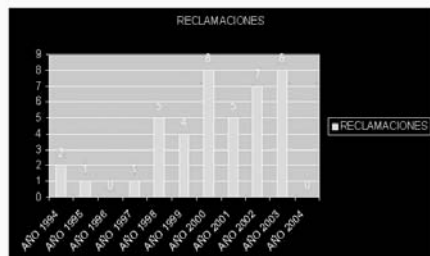 RECLAMACIONES
9
8
7
6
5
4
3
2
1
0
2
1
0
1
5
4
8
5
7
8
0
AÑO 1994
AÑO 1995
AÑO 1996
AÑO 1997
AÑO 1998
AÑO 1999
AÑO 2000
AÑO 2001
AÑO 2002
AÑO 2003
AÑO 2004
RECLAMACIONES